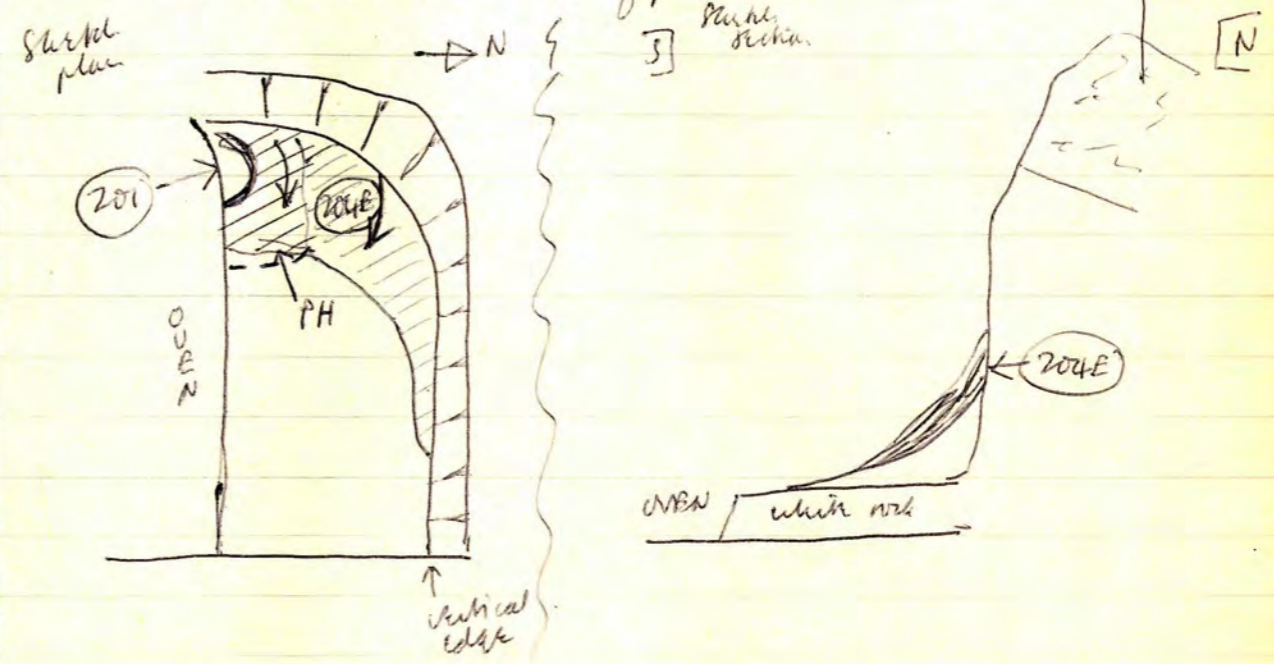 Sketch
plan
N
201
204E
PH
OVEN
vertical
edge
Sketch
section
S
N
204E
OVEN
white rock